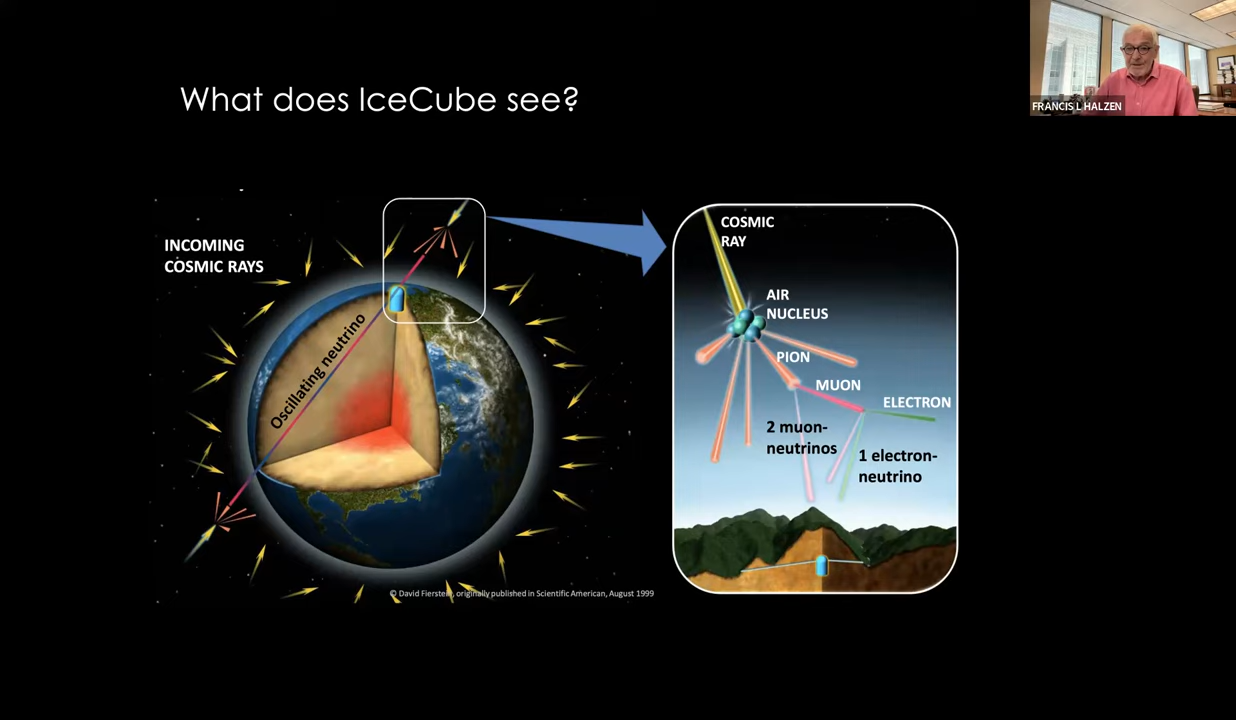 What does IceCube see?
FRANCIS L HALZEN
INCOMING
COSMIC RAYS
Oscillating neutrino
© David Fierstein, originally published in Scientific American, August 1999
COSMIC
RAY
AIR
NUCLEUS
PION
MUON
ELECTRON
2 muon-
neutrinos
1 electron-
neutrino